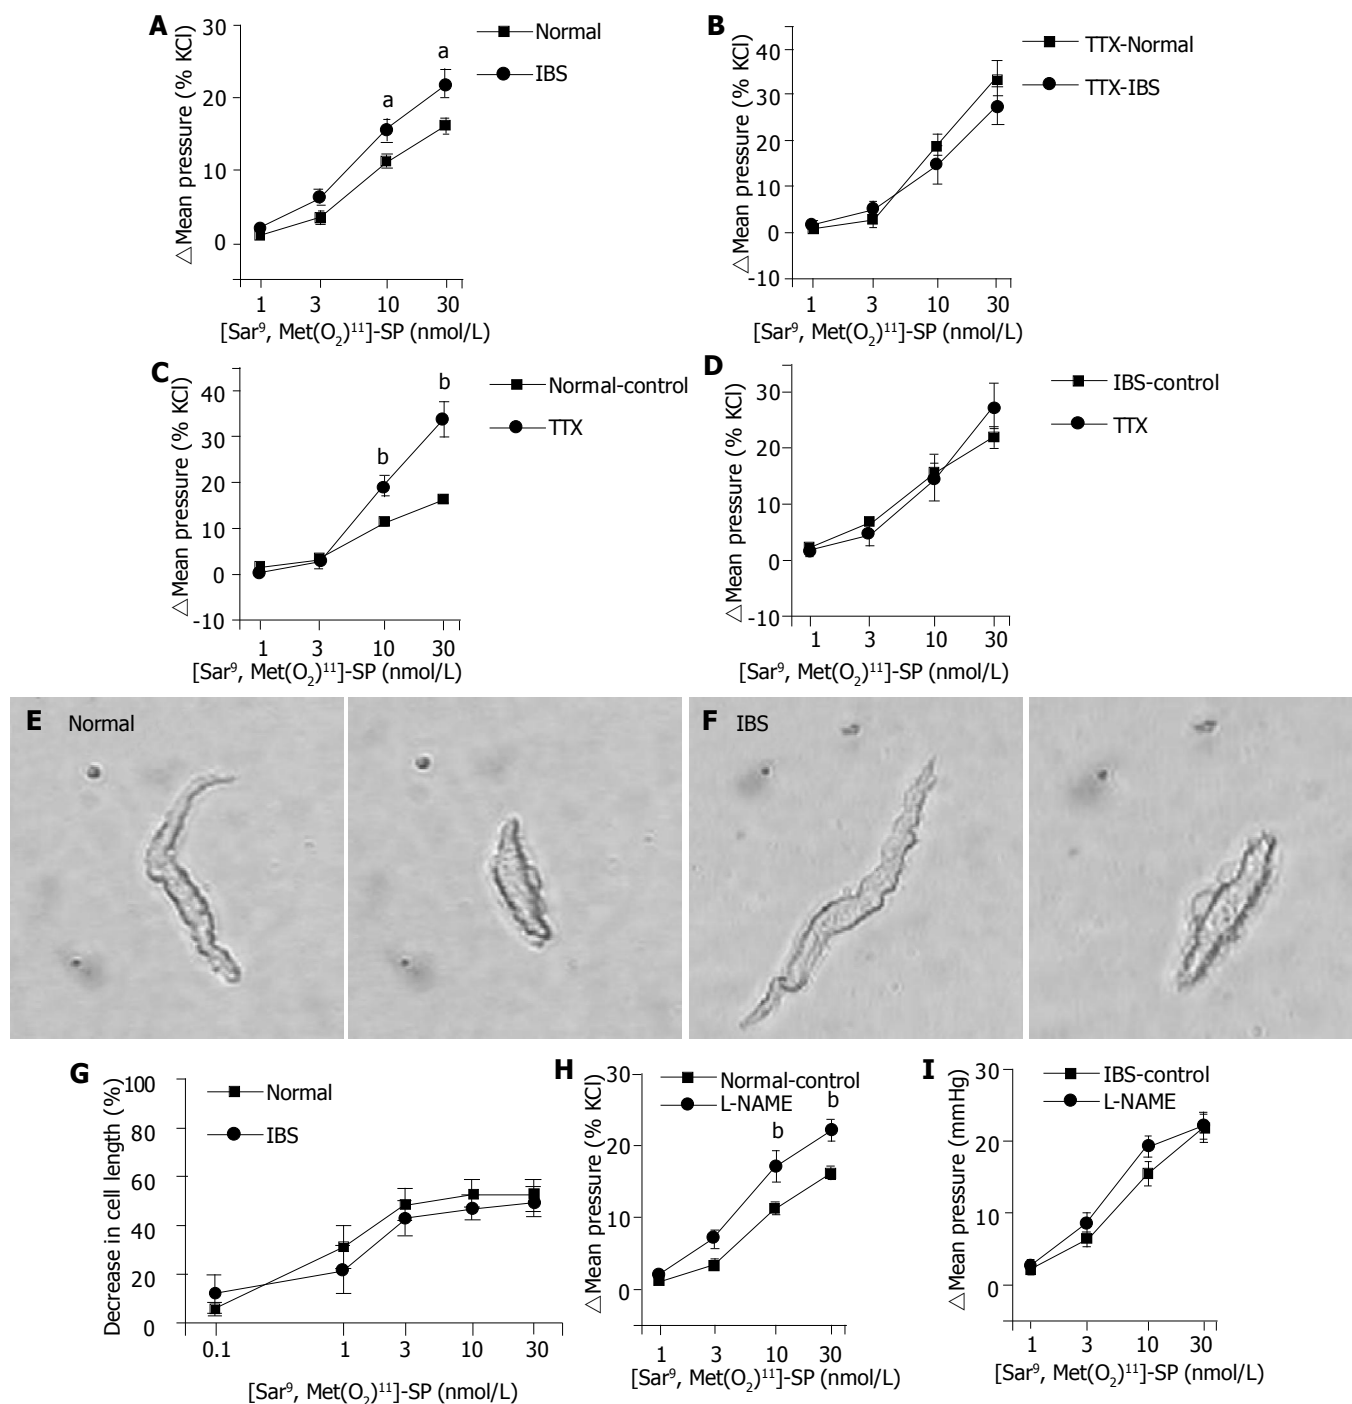 A
△Mean pressure (% KCl)
30
20
10
0
a
a
Normal
IBS
1 3 10 30
[Sar⁹, Met(O₂)¹¹]-SP (nmol/L)
B
△Mean pressure (% KCl)
40
30
20
10
0
-10
TTX-Normal
TTX-IBS
1 3 10 30
[Sar⁹, Met(O₂)¹¹]-SP (nmol/L)
C
△Mean pressure (% KCl)
40
30
20
10
0
-10
b
b
Normal-control
TTX
1 3 10 30
[Sar⁹, Met(O₂)¹¹]-SP (nmol/L)
D
△Mean pressure (% KCl)
30
20
10
0
-10
IBS-control
TTX
1 3 10 30
[Sar⁹, Met(O₂)¹¹]-SP (nmol/L)
E Normal
F IBS
G
Decrease in cell length (%)
100
80
60
40
20
0
Normal
IBS
0.1 1 3 10 30
[Sar⁹, Met(O₂)¹¹]-SP (nmol/L)
H
△Mean pressure (% KCl)
30
20
10
0
Normal-control
L-NAME
b
b
1 3 10 30
[Sar⁹, Met(O₂)¹¹]-SP (nmol/L)
I
△Mean pressure (mmHg)
30
20
10
0
IBS-control
L-NAME
1 3 10 30
[Sar⁹, Met(O₂)¹¹]-SP (nmol/L)